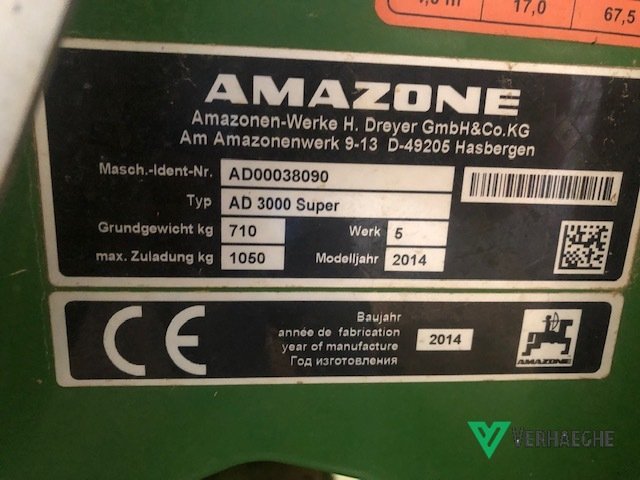 17,0
67,5
AMAZONE
Amazonen-Werke H. Dreyer GmbH&Co.KG
Am Amazonenwerk 9-13 D-49205 Hasbergen
Masch.-Ident-Nr. AD00038090
Typ AD 3000 Super
Grundgewicht kg 710 Werk 5
max. Zuladung kg 1050 Modelljahr 2014
CE
Baujahr
année de fabrication
year of manufacture
Год изготовления
2014
AMAZONE
VERHAEGHE